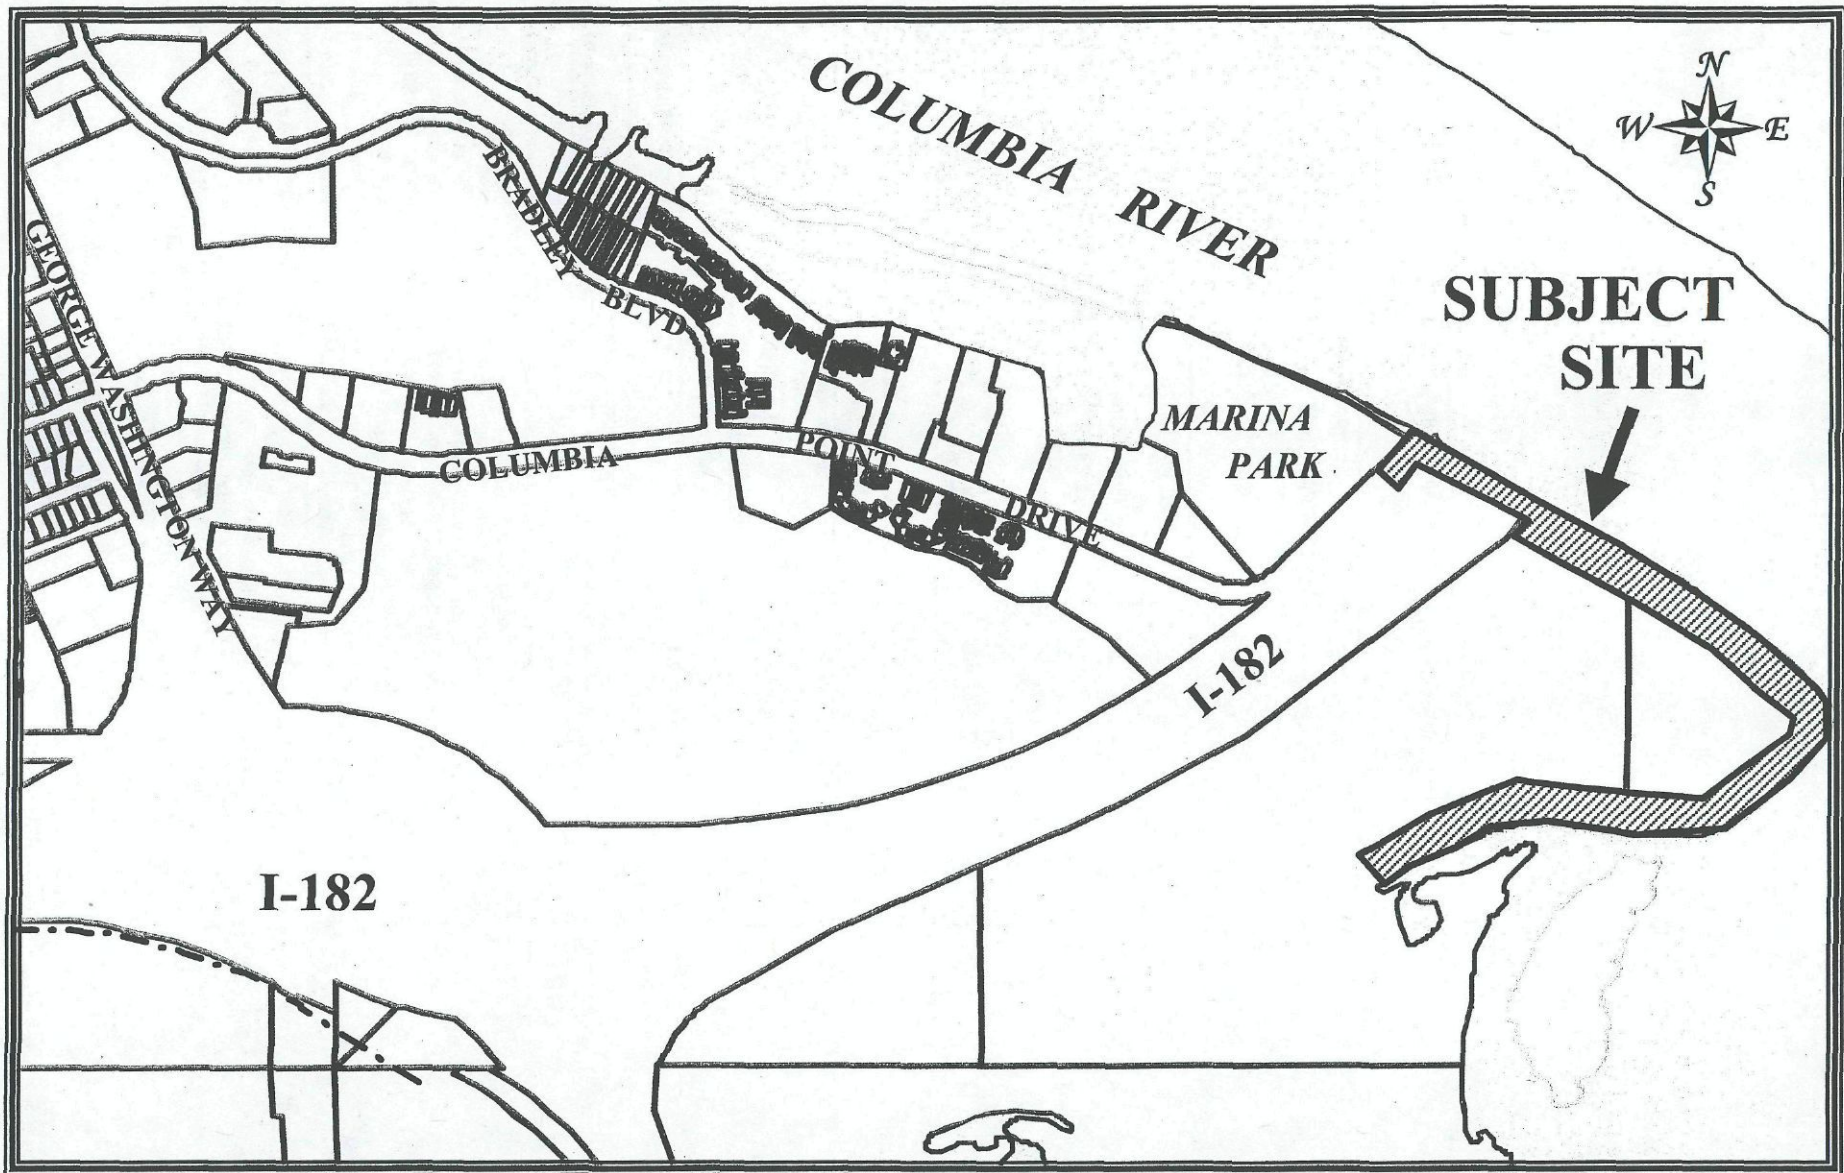 COLUMBIA RIVER
N
W E
S
SUBJECT
SITE
BRADLEY
BLVD
GEORGE WASHINGTON WAY
MARINA
PARK
COLUMBIA POINT DRIVE
I-182
I-182